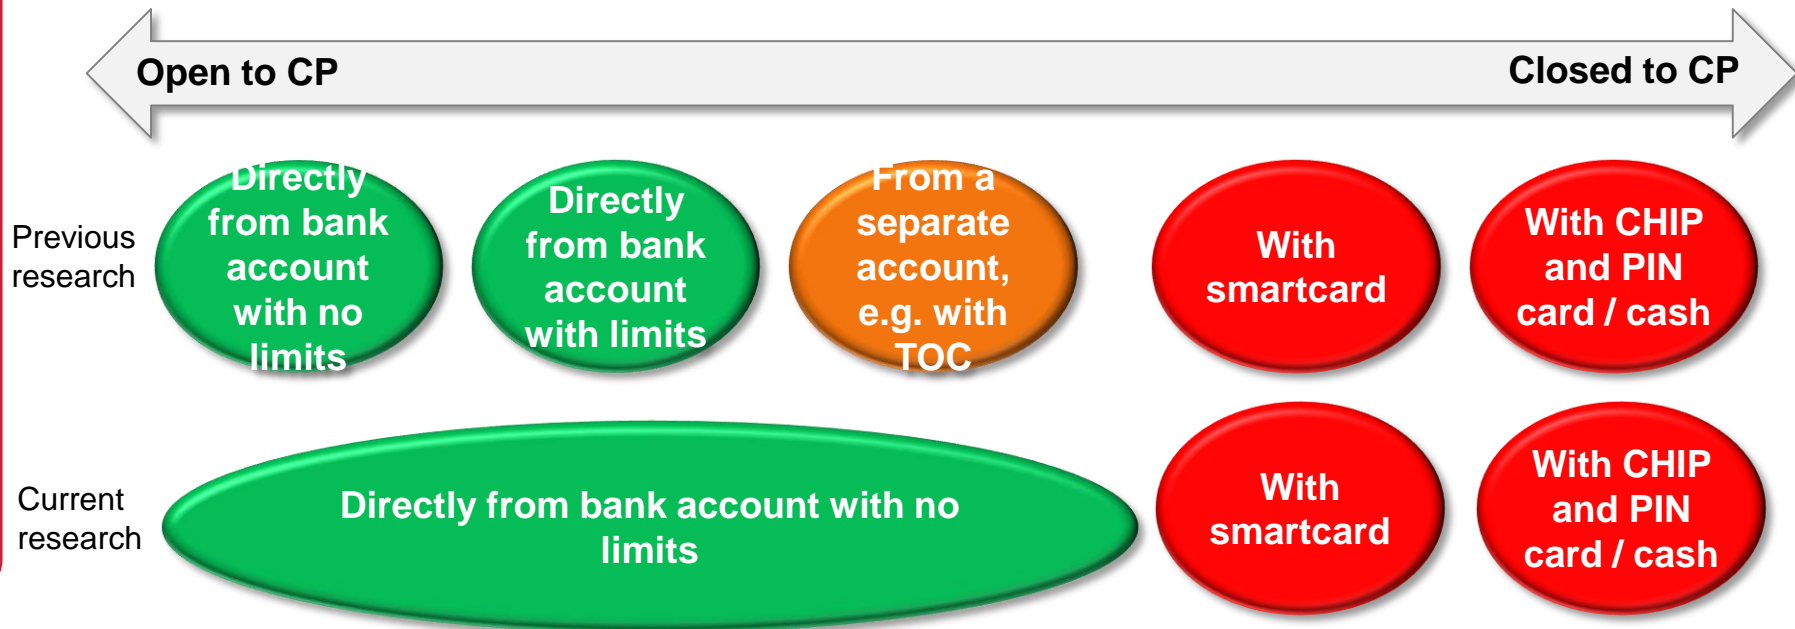 Open to CP
Closed to CP
Previous
research
Directly
from bank
account
with no
limits
Directly
from bank
account
with limits
From a
separate
account,
e.g. with
TOC
With
smartcard
With CHIP
and PIN
card / cash
Current
research
Directly from bank account with no
limits
With
smartcard
With CHIP
and PIN
card / cash